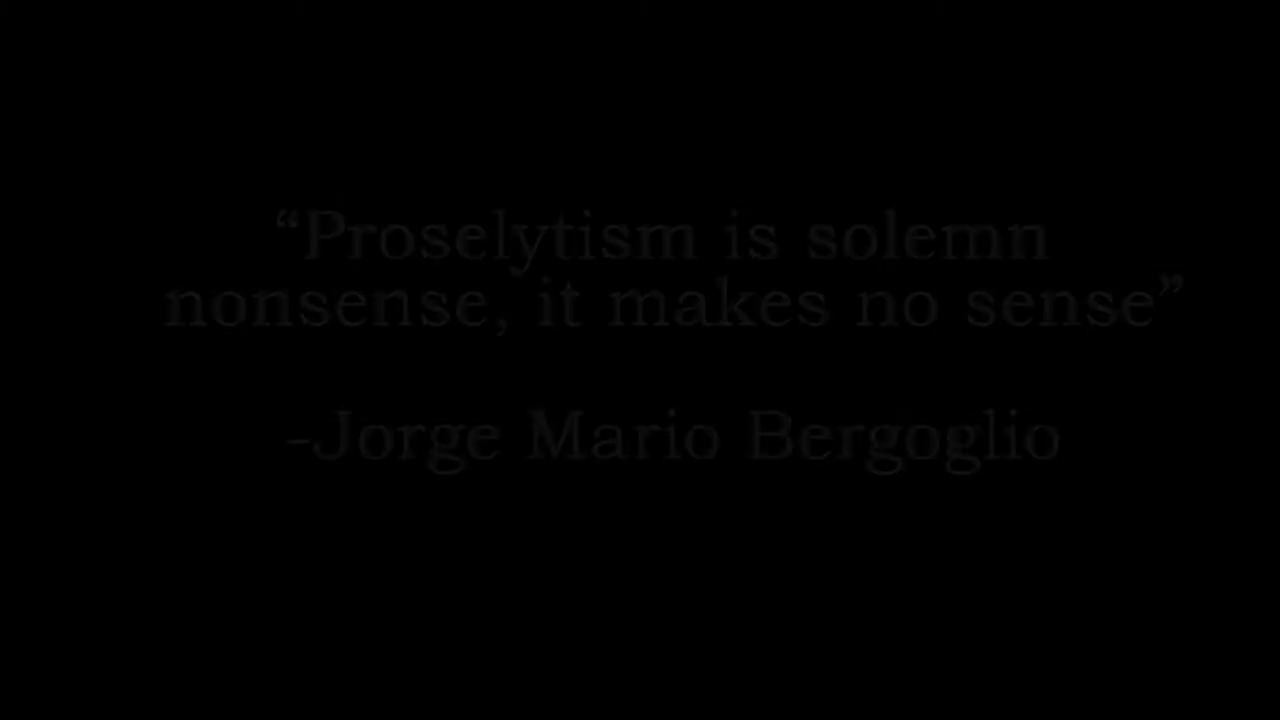 “Proselytism is solemn
nonsense, it makes no sense”
-Jorge Mario Bergoglio